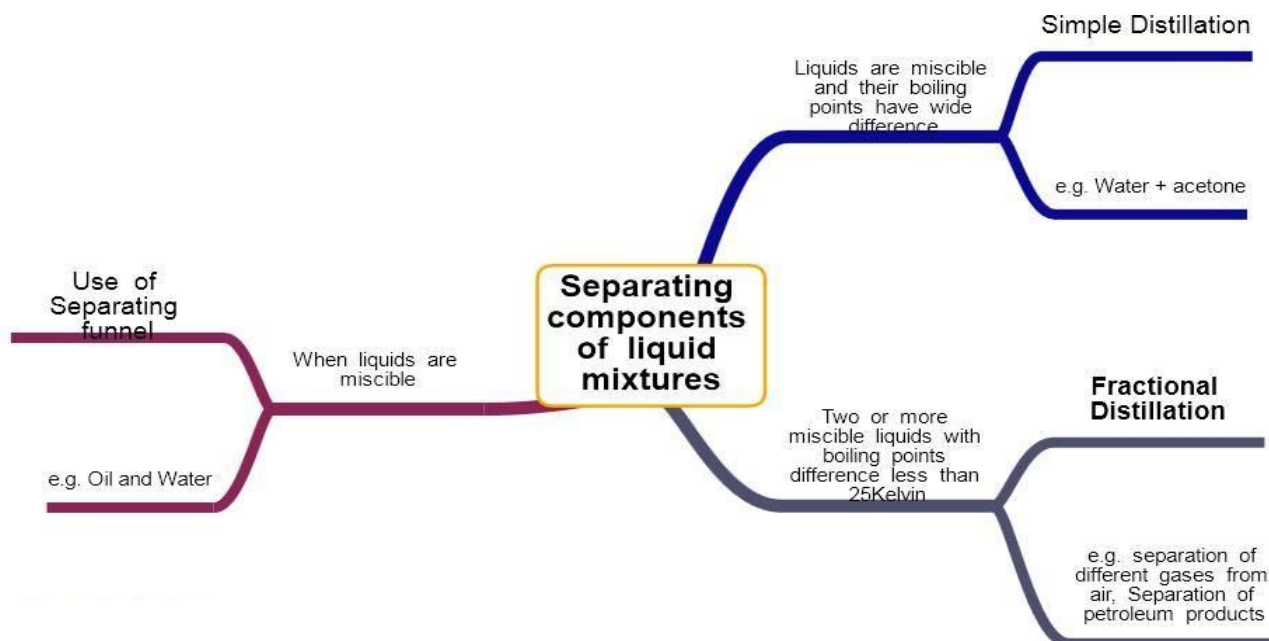 Simple Distillation
Liquids are miscible
and their boiling
points have wide
difference
e.g. Water + acetone
Separating
components
of liquid
mixtures
Use of
Separating
funnel
When liquids are
miscible
e.g. Oil and Water
Two or more
miscible liquids with
boiling points
difference less than
25Kelvin
Fractional
Distillation
e.g. separation of
different gases from
air, Separation of
petroleum products